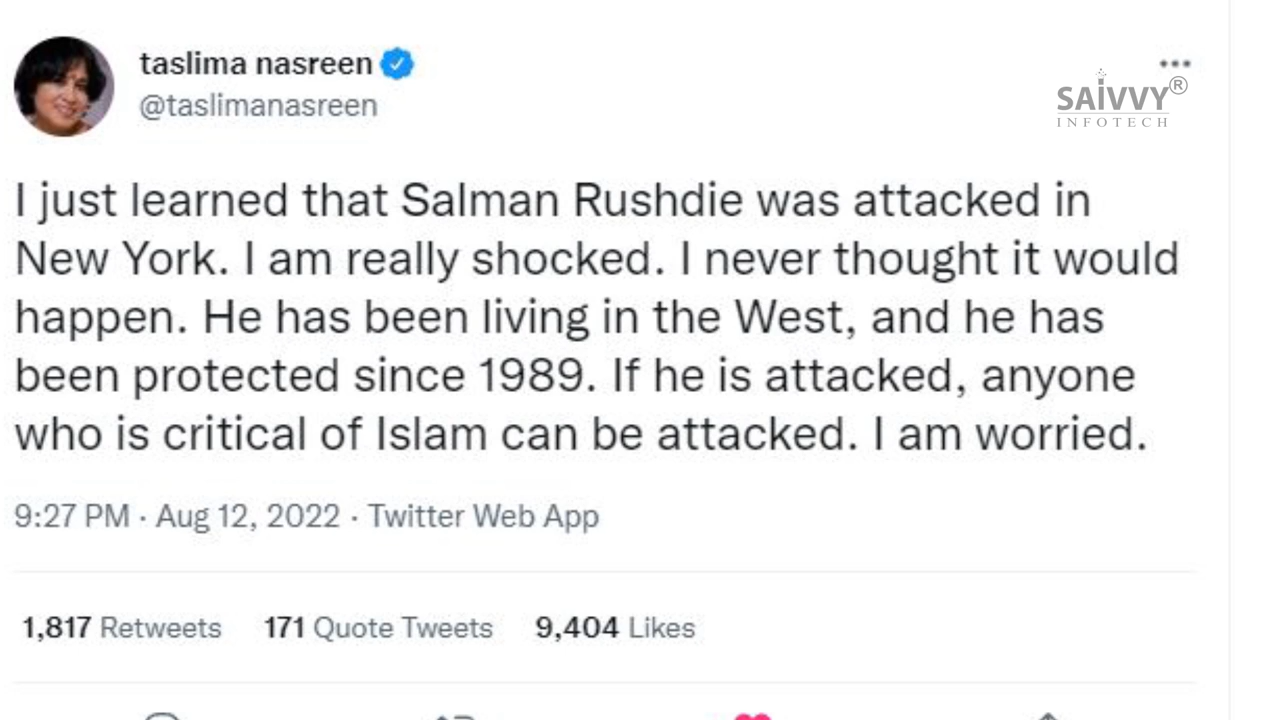 taslima nasreen
@taslimanasreen
SAIVVY®
INFOTECH
I just learned that Salman Rushdie was attacked in
New York. I am really shocked. I never thought it would
happen. He has been living in the West, and he has
been protected since 1989. If he is attacked, anyone
who is critical of Islam can be attacked. I am worried.
9:27 PM · Aug 12, 2022 · Twitter Web App
1,817 Retweets 171 Quote Tweets 9,404 Likes